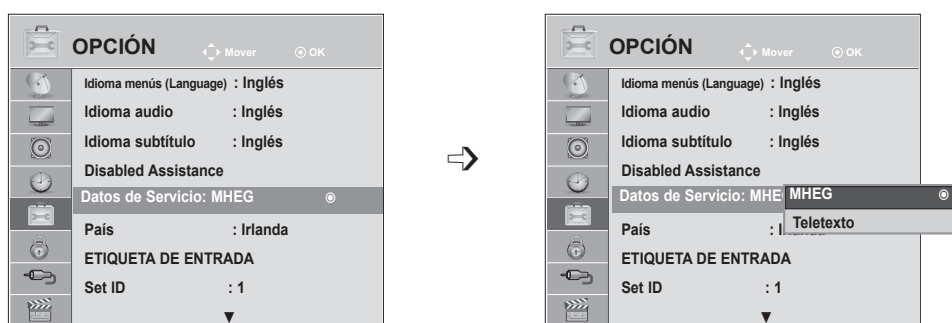 OPCIÓN Mover OK
Idioma menús (Language) : Inglés
Idioma audio : Inglés
Idioma subtítulo : Inglés
Disabled Assistance
Datos de Servicio: MHEG
País : Irlanda
ETIQUETA DE ENTRADA
Set ID : 1
OPCIÓN Mover OK
Idioma menús (Language) : Inglés
Idioma audio : Inglés
Idioma subtítulo : Inglés
Disabled Assistance
Datos de Servicio: MHE MHEG
Teletexto
País : Irlanda
ETIQUETA DE ENTRADA
Set ID : 1